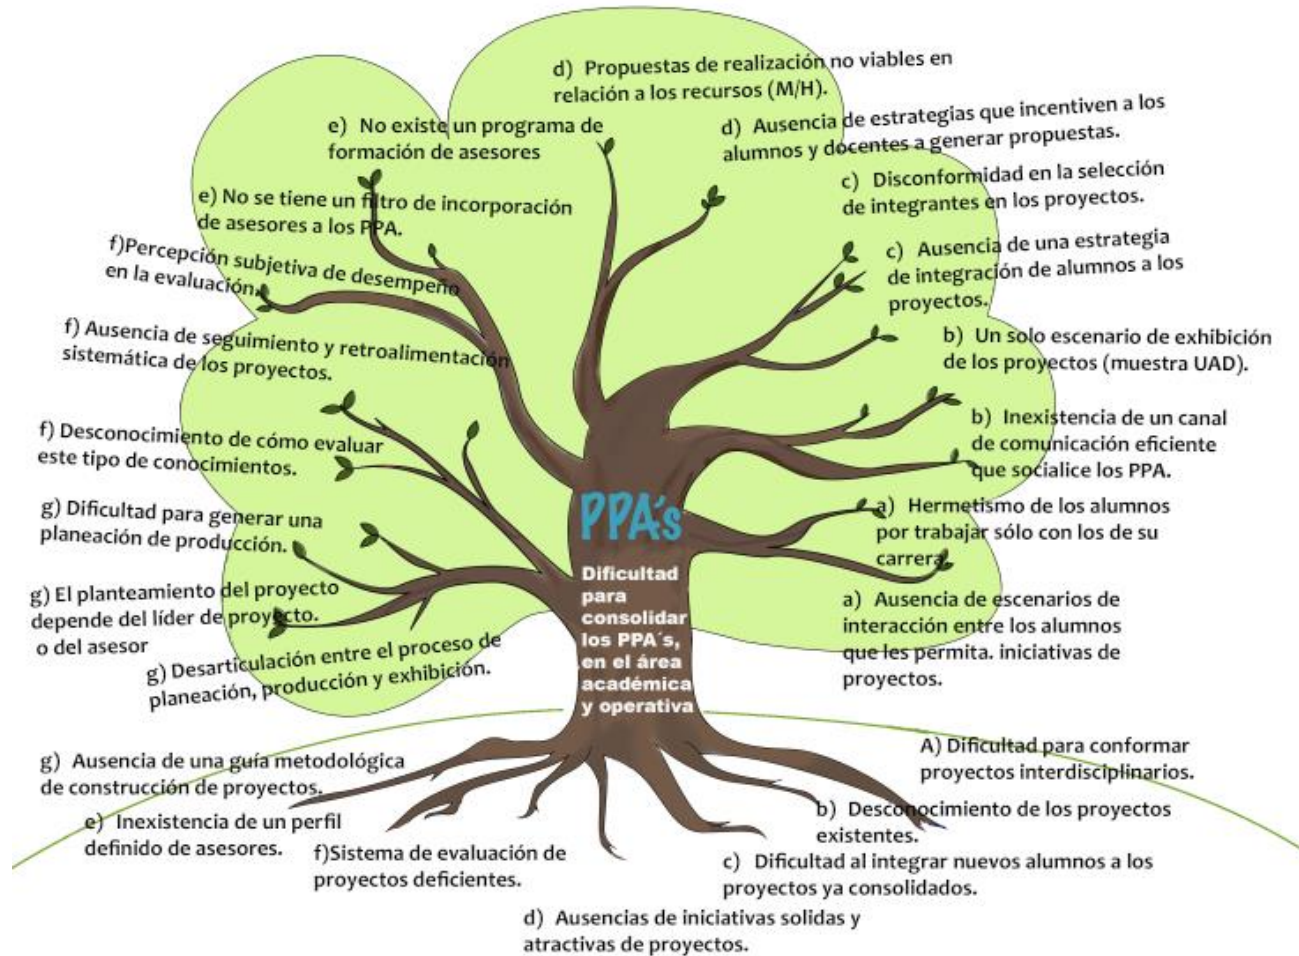 d) Propuestas de realización no viables en
relación a los recursos (M/H).
e) No existe un programa de
formación de asesores
d) Ausencia de estrategias que incentiven a los
alumnos y docentes a generar propuestas.
c) Disconformidad en la selección
de integrantes en los proyectos.
e) No se tiene un filtro de incorporación
de asesores a los PPA.
c) Ausencia de una estrategia
de integración de alumnos a los
proyectos.
f)Percepción subjetiva de desempeño
en la evaluación.
f) Ausencia de seguimiento y retroalimentación
sistemática de los proyectos.
b) Un solo escenario de exhibición
de los proyectos (muestra UAD).
f) Desconocimiento de cómo evaluar
este tipo de conocimientos.
b) Inexistencia de un canal
de comunicación eficiente
que socialice los PPA.
g) Dificultad para generar una
planeación de producción.
a) Hermetismo de los alumnos
por trabajar sólo con los de su
carrera.
PPA's
Dificultad
para
consolidar
los PPA´s,
en el área
académica
y operativa
g) El planteamiento del proyecto
depende del líder de proyecto.
o del asesor
a) Ausencia de escenarios de
interacción entre los alumnos
que les permita. iniciativas de
proyectos.
g) Desarticulación entre el proceso de
planeación, producción y exhibición.
g) Ausencia de una guía metodológica
de construcción de proyectos.
A) Dificultad para conformar
proyectos interdisciplinarios.
e) Inexistencia de un perfil
definido de asesores.
b) Desconocimiento de los proyectos
existentes.
f)Sistema de evaluación de
proyectos deficientes.
c) Dificultad al integrar nuevos alumnos a los
proyectos ya consolidados.
d) Ausencias de iniciativas solidas y
atractivas de proyectos.